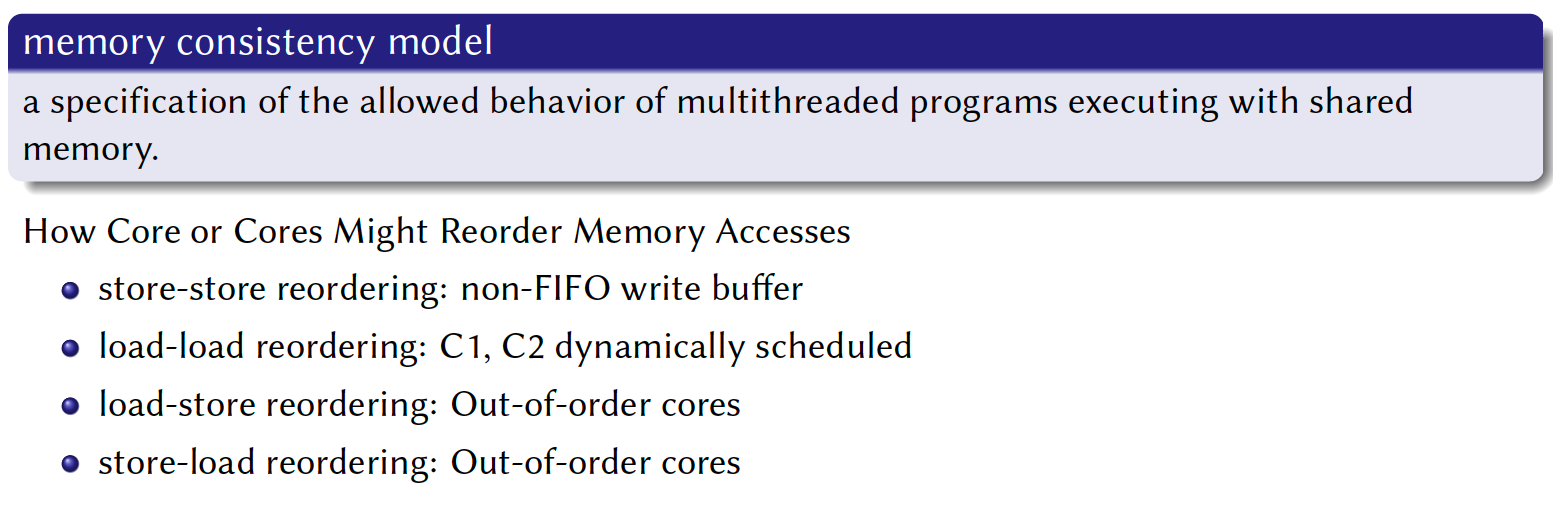 memory consistency model
a specification of the allowed behavior of multithreaded programs executing with shared
memory.
How Core or Cores Might Reorder Memory Accesses
store-store reordering: non-FIFO write buffer
load-load reordering: C1, C2 dynamically scheduled
load-store reordering: Out-of-order cores
store-load reordering: Out-of-order cores